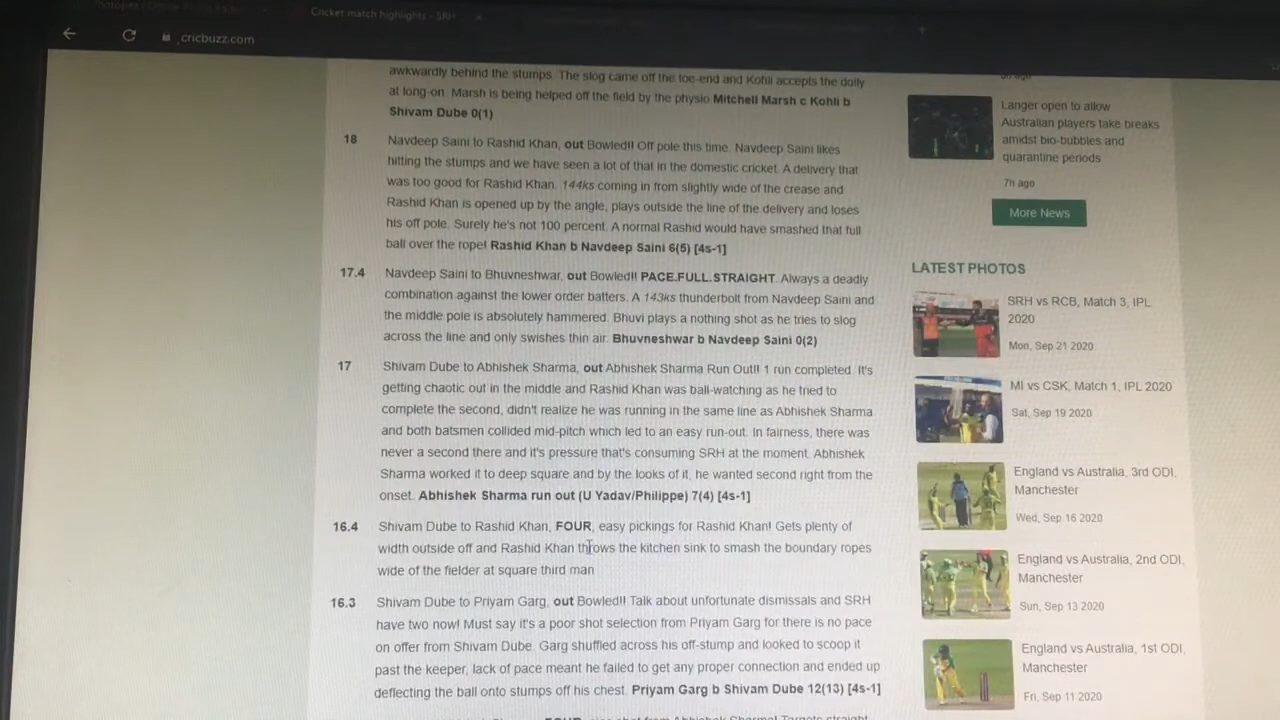 Cricket match highlights - SRH
cricbuzz.com
awkwardly behind the stumps. The slog came off the toe-end and Kohli accepts the dolly
at long-on. Marsh is being helped off the field by the physio Mitchell Marsh c Kohli b
Shivam Dube 0(1)
18 Navdeep Saini to Rashid Khan, out Bowled!! Off pole this time. Navdeep Saini likes
hitting the stumps and we have seen a lot of that in the domestic cricket. A delivery that
was too good for Rashid Khan. 144ks coming in from slightly wide of the crease and
Rashid Khan is opened up by the angle, plays outside the line of the delivery and loses
his off pole. Surely he's not 100 percent. A normal Rashid would have smashed that full
ball over the rope! Rashid Khan b Navdeep Saini 6(5) [4s-1]
17.4 Navdeep Saini to Bhuvneshwar, out Bowled!! PACE.FULL.STRAIGHT. Always a deadly
combination against the lower order batters. A 143ks thunderbolt from Navdeep Saini and
the middle pole is absolutely hammered. Bhuvi plays a nothing shot as he tries to slog
across the line and only swishes thin air. Bhuvneshwar b Navdeep Saini 0(2)
17 Shivam Dube to Abhishek Sharma, out Abhishek Sharma Run Out!! 1 run completed. It's
getting chaotic out in the middle and Rashid Khan was ball-watching as he tried to
complete the second, didn't realize he was running in the same line as Abhishek Sharma
and both batsmen collided mid-pitch which led to an easy run-out. In fairness, there was
never a second there and it's pressure that's consuming SRH at the moment. Abhishek
Sharma worked it to deep square and by the looks of it, he wanted second right from the
onset. Abhishek Sharma run out (U Yadav/Philippe) 7(4) [4s-1]
16.4 Shivam Dube to Rashid Khan, FOUR, easy pickings for Rashid Khan! Gets plenty of
width outside off and Rashid Khan throws the kitchen sink to smash the boundary ropes
wide of the fielder at square third man
16.3 Shivam Dube to Priyam Garg, out Bowled!! Talk about unfortunate dismissals and SRH
have two now! Must say it's a poor shot selection from Priyam Garg for there is no pace
on offer from Shivam Dube. Garg shuffled across his off-stump and looked to scoop it
past the keeper, lack of pace meant he failed to get any proper connection and ended up
deflecting the ball onto stumps off his chest. Priyam Garg b Shivam Dube 12(13) [4s-1]
Langer open to allow
Australian players take breaks
amidst bio-bubbles and
quarantine periods
7h ago
More News
LATEST PHOTOS
SRH vs RCB, Match 3, IPL
2020
Mon, Sep 21 2020
MI vs CSK, Match 1, IPL 2020
Sat, Sep 19 2020
England vs Australia, 3rd ODI,
Manchester
Wed, Sep 16 2020
England vs Australia, 2nd ODI,
Manchester
Sun, Sep 13 2020
England vs Australia, 1st ODI,
Manchester
Fri, Sep 11 2020